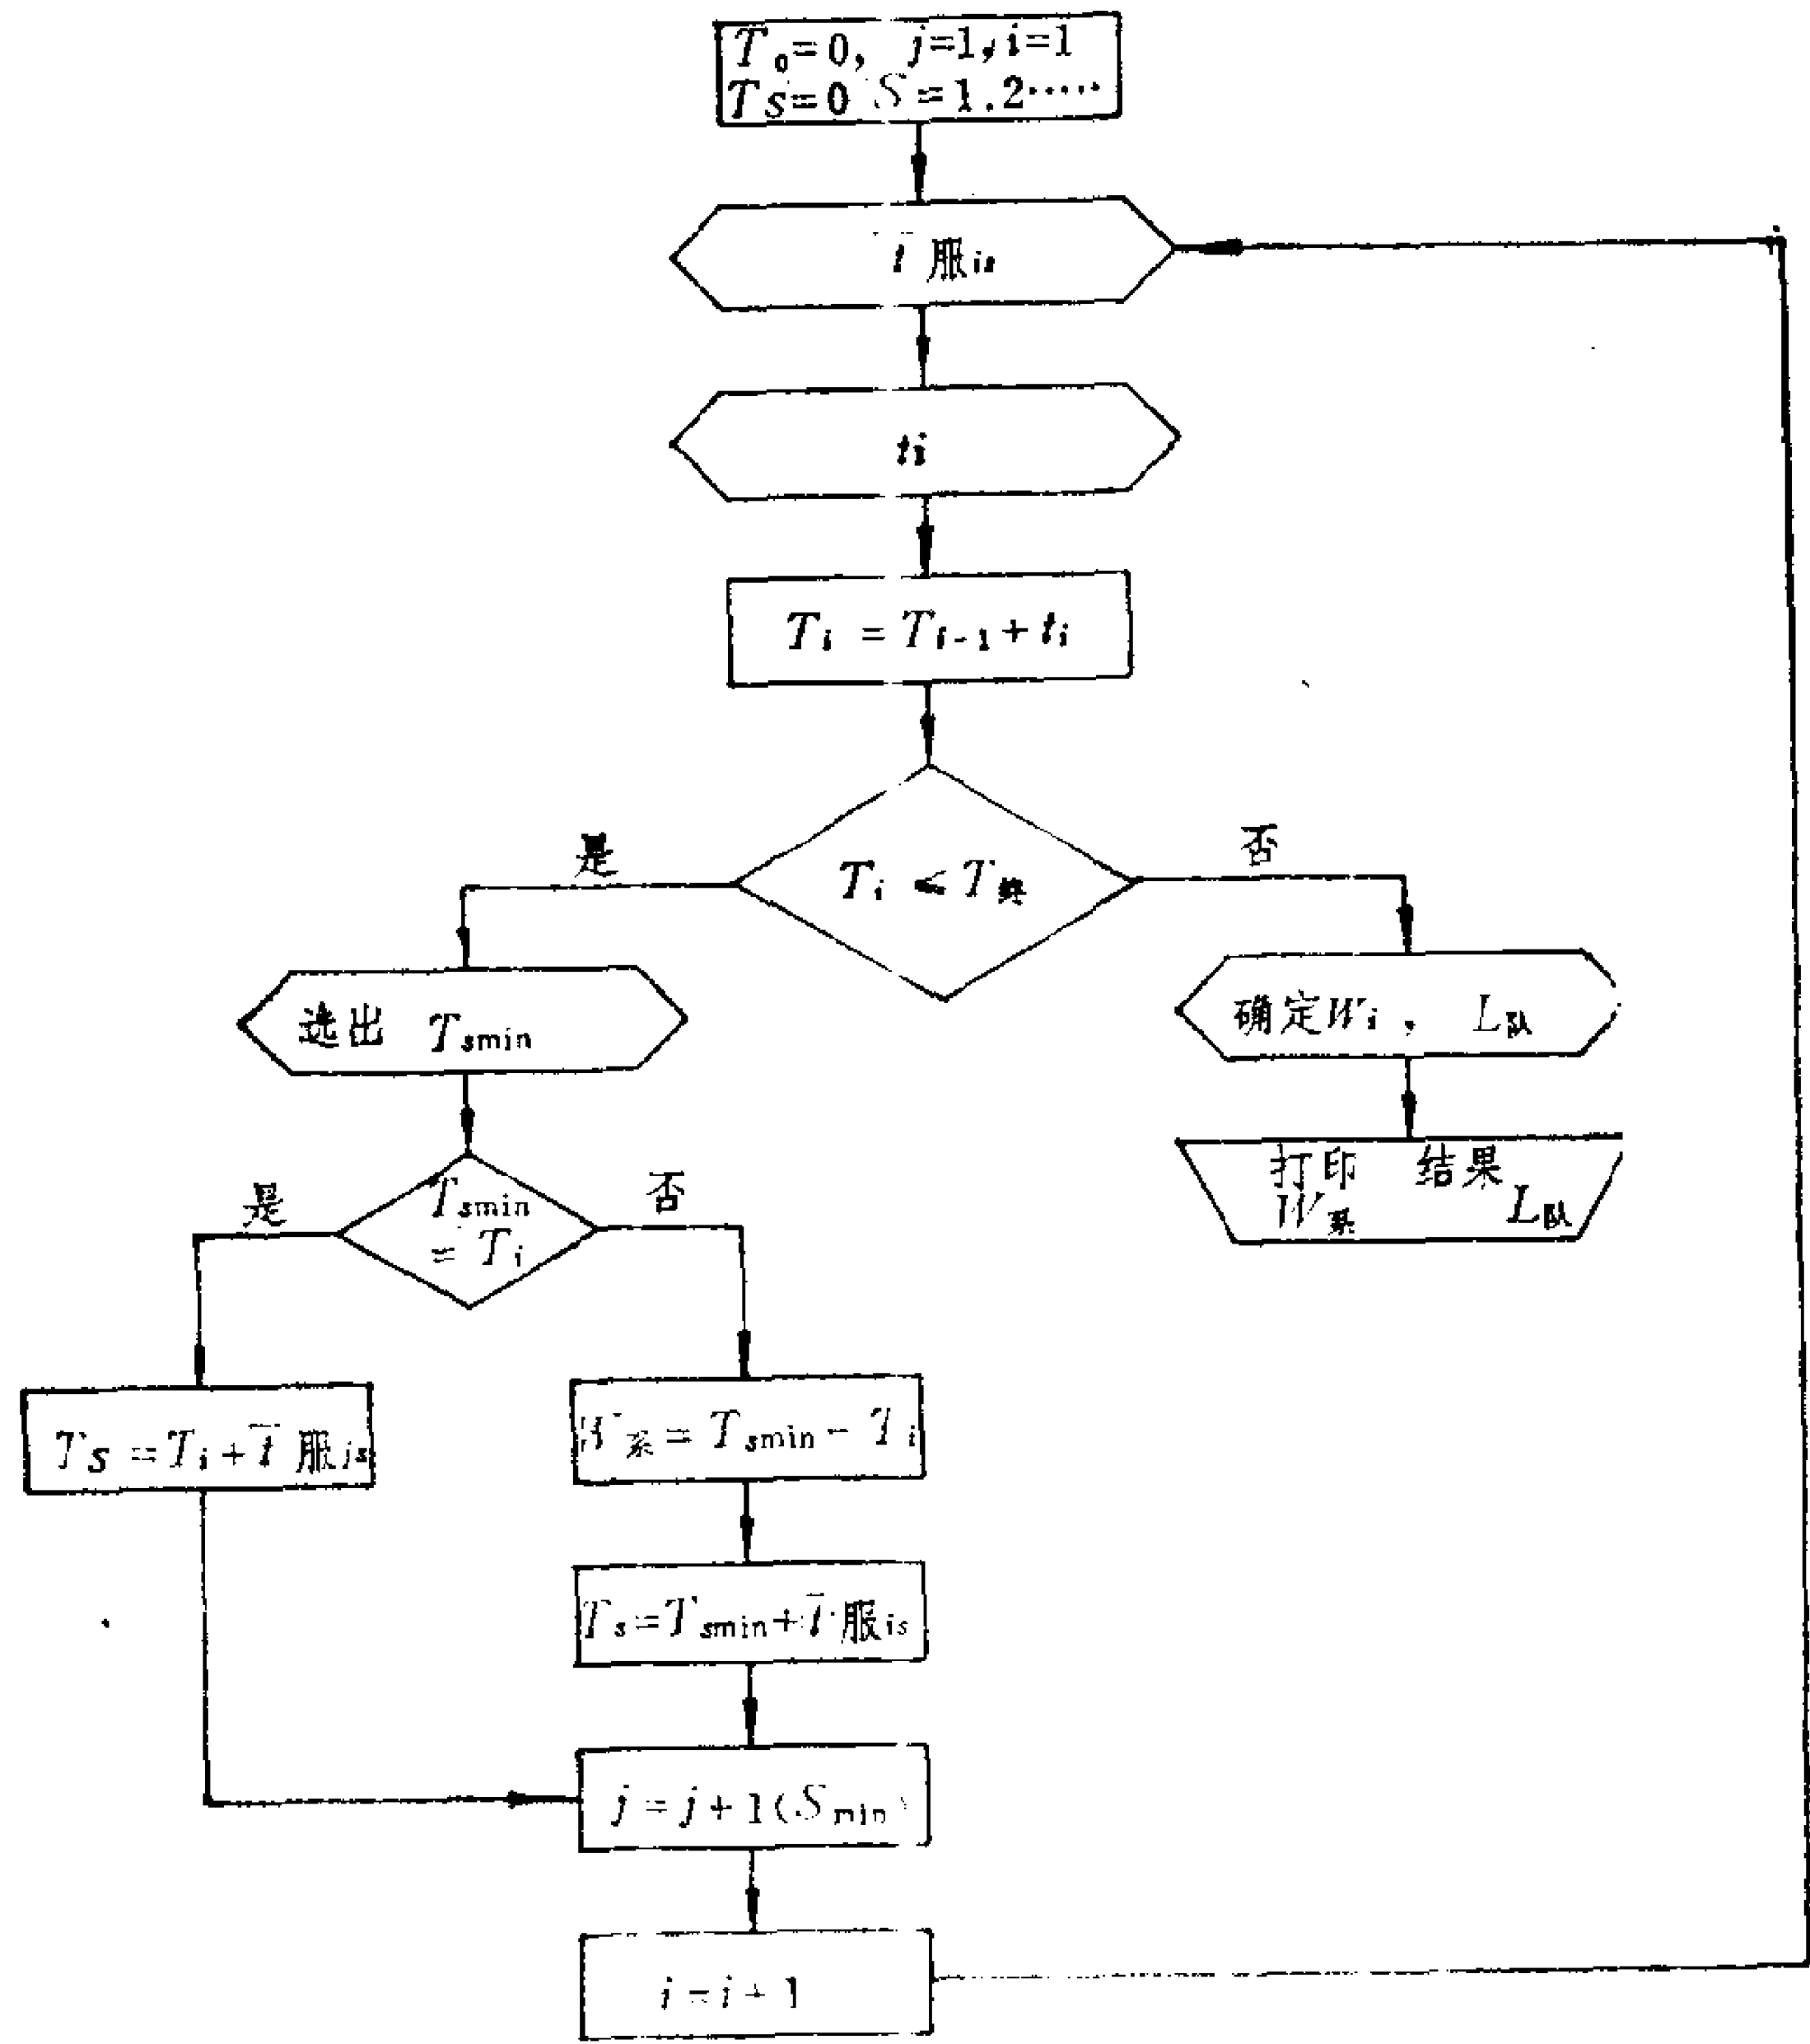 T₀=0, j=1, i=1
TS=0 S=1.2·····
t̄服is
ti
Ti = Ti-1 + ti
是
否
Ti ≤ T终
选出 Tsmin
确定Wi， L队
打印 结果
W系 L队
是
否
Tsmin
= Ti
TS = Ti + t̄服is
W系 = Tsmin - Ti
Ts = Tsmin + t̄服is
j = j + 1 (Smin)
i = i + 1